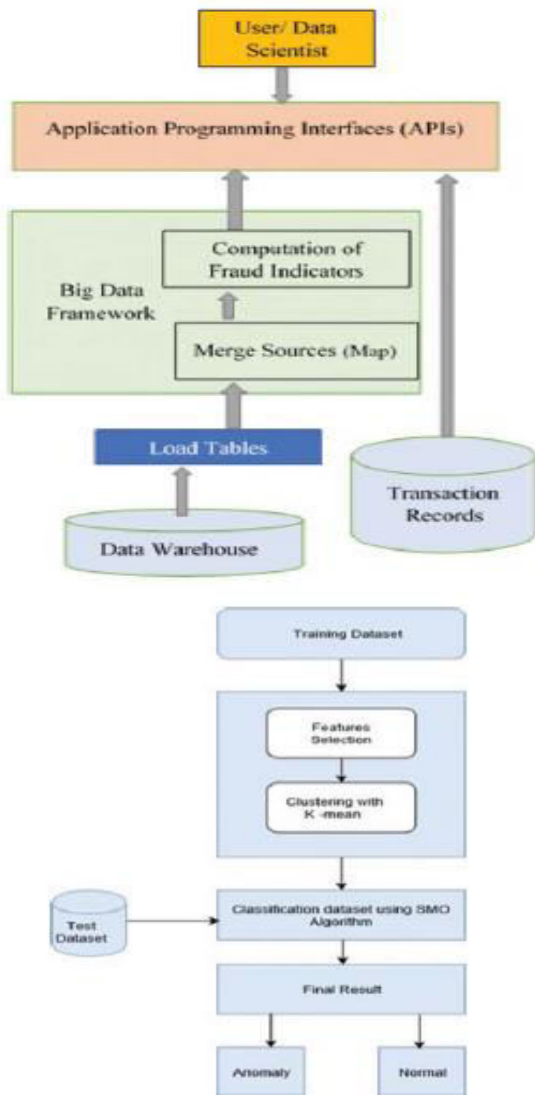 User/ Data
Scientist
Application Programming Interfaces (APIs)
Computation of
Fraud Indicators
Big Data
Framework
Merge Sources (Map)
Load Tables
Transaction
Records
Data Warehouse
Training Dataset
Features
Selection
Clustering with
K -mean
Classification dataset using SMO
Algorithm
Test
Dataset
Final Result
Anomaly
Normal